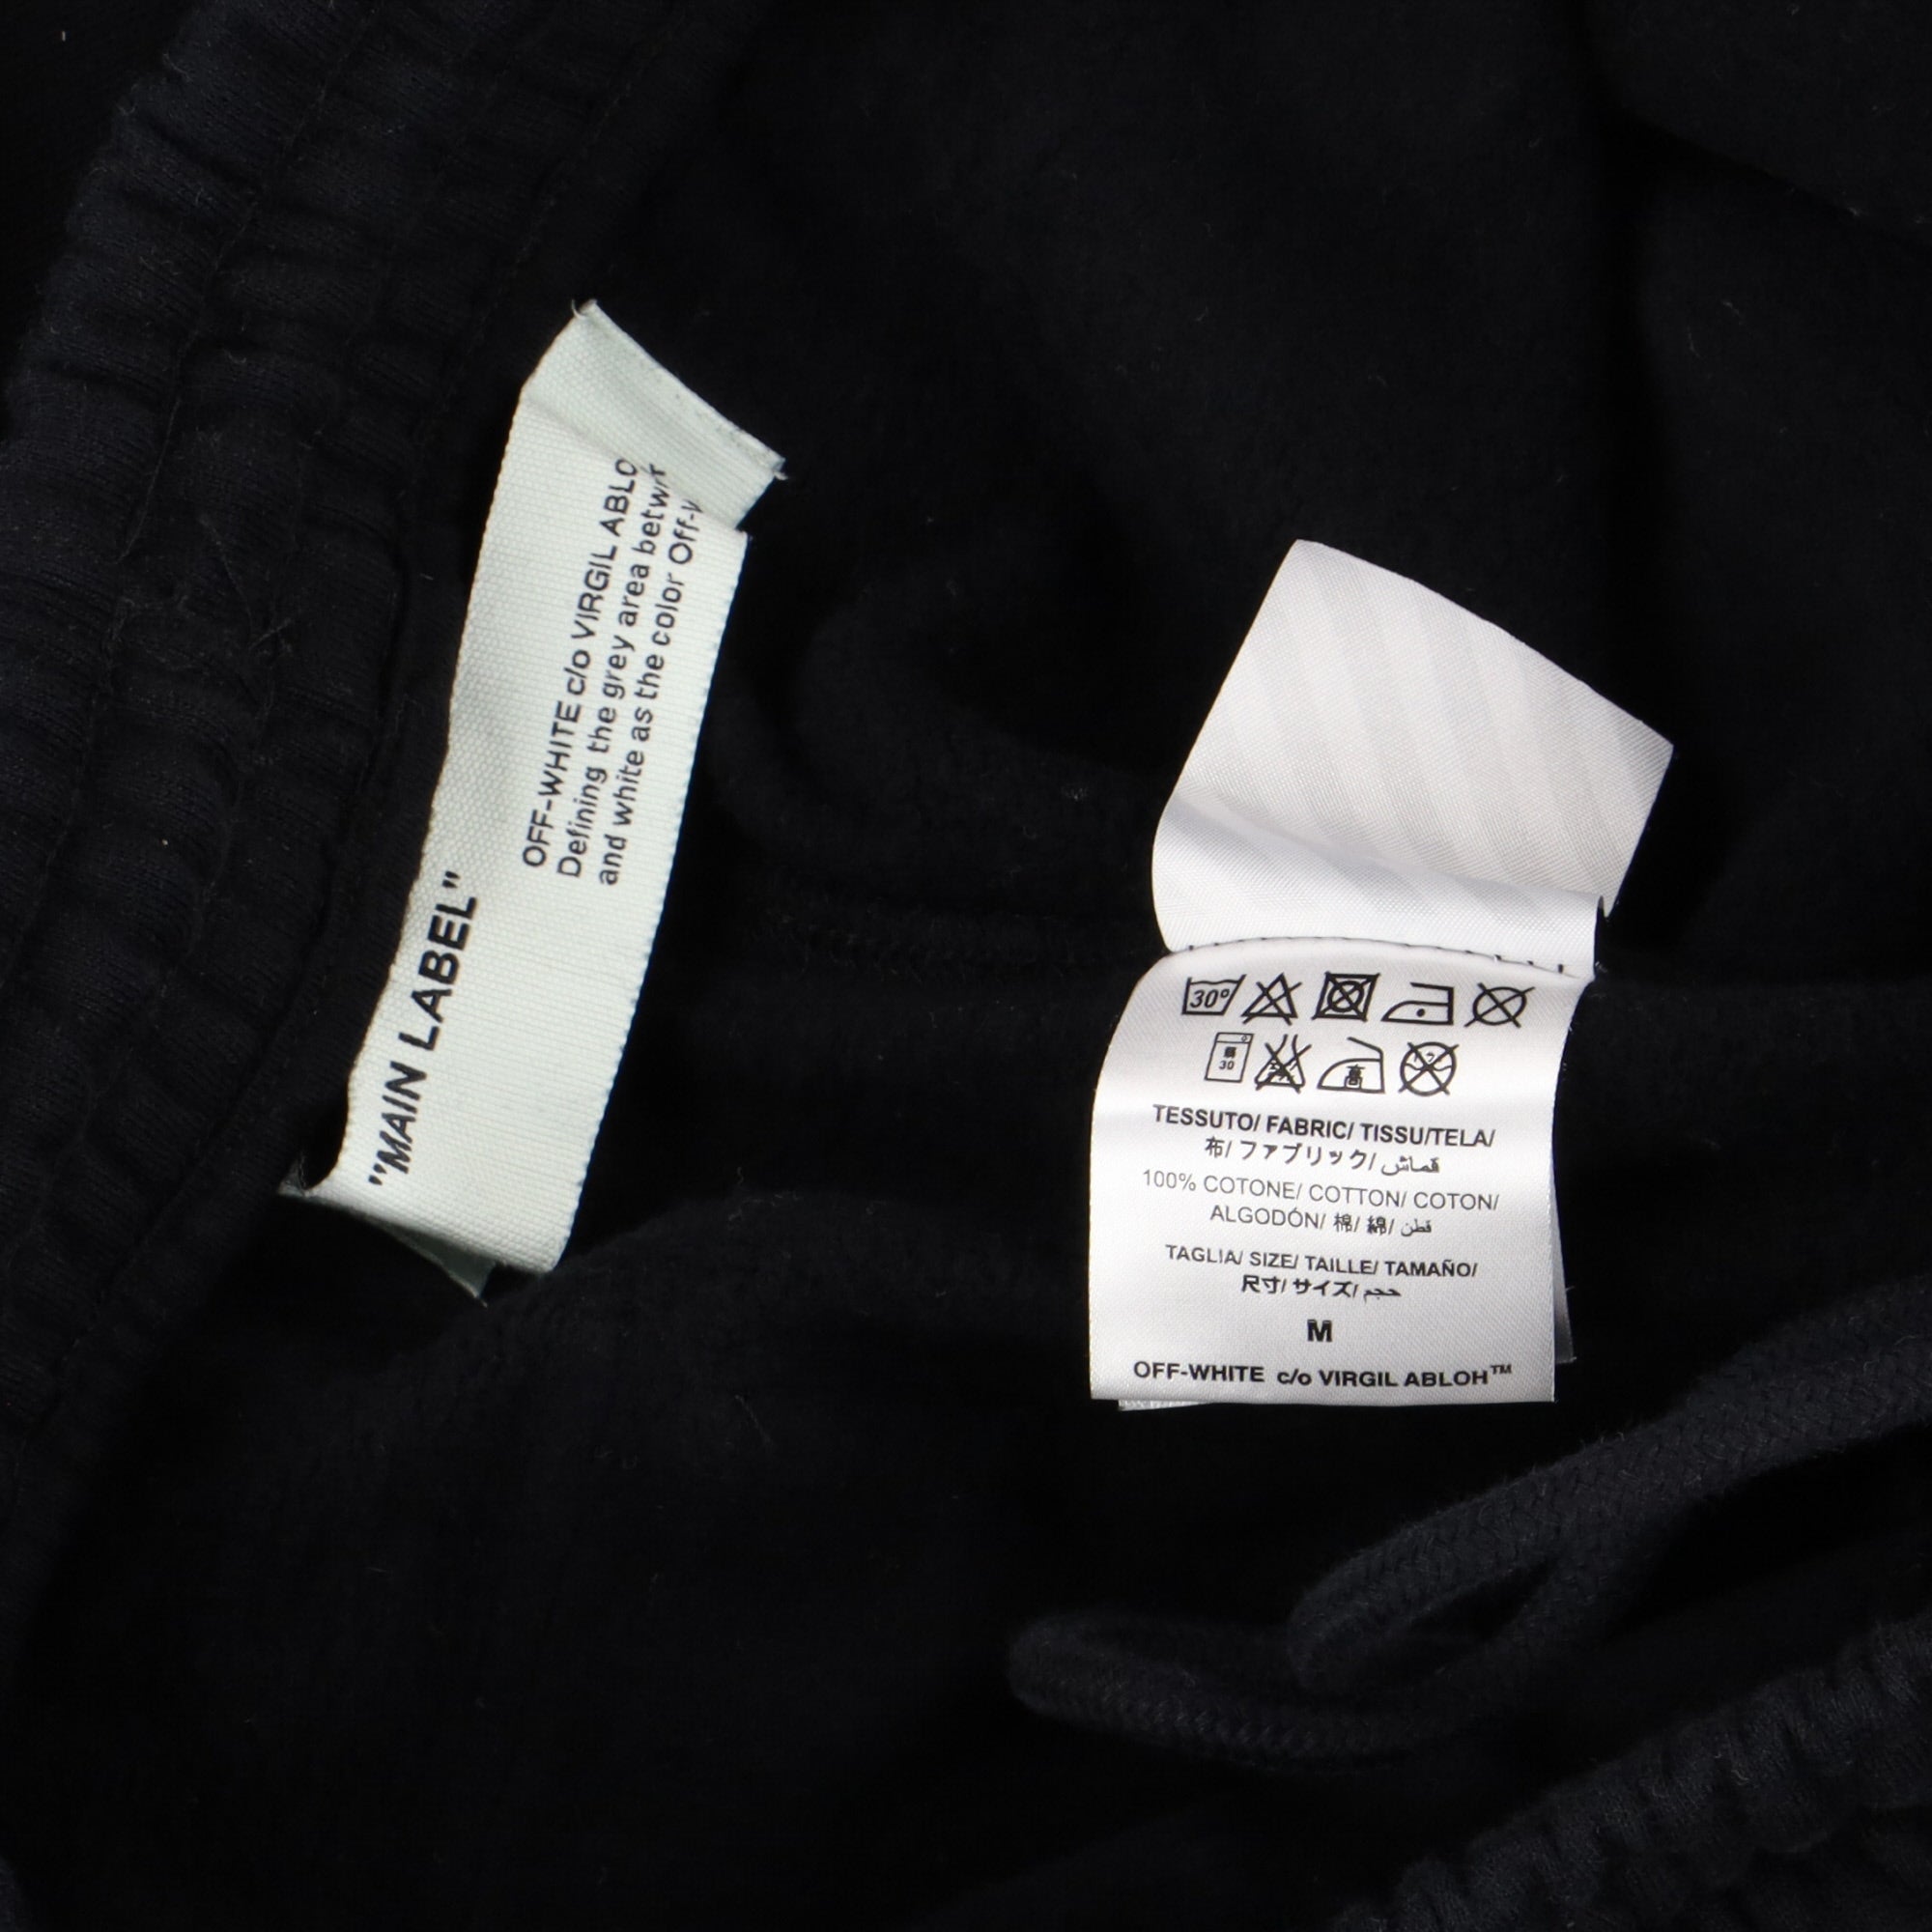 "MAIN LABEL"
OFF-WHITE c/o VIRGIL ABLO
Defining the grey area betw
and white as the color Off-
30°
30
TESSUTO/ FABRIC/ TISSU/TELA/
布/ ファブリック/ قماش
100% COTONE/ COTTON/ COTON/
ALGODÓN/ 棉/ 綿/ قطن
TAGLIA/ SIZE/ TAILLE/ TAMAÑO/
尺寸/ サイズ/ حجم
M
OFF-WHITE c/o VIRGIL ABLOH™